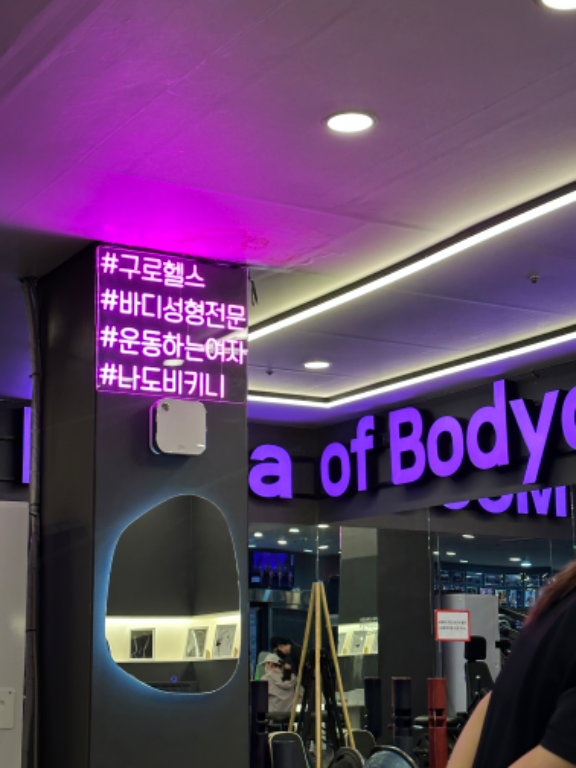 #구로헬스
#바디성형전문
#운동하는여자
#나도비키니
a of Body